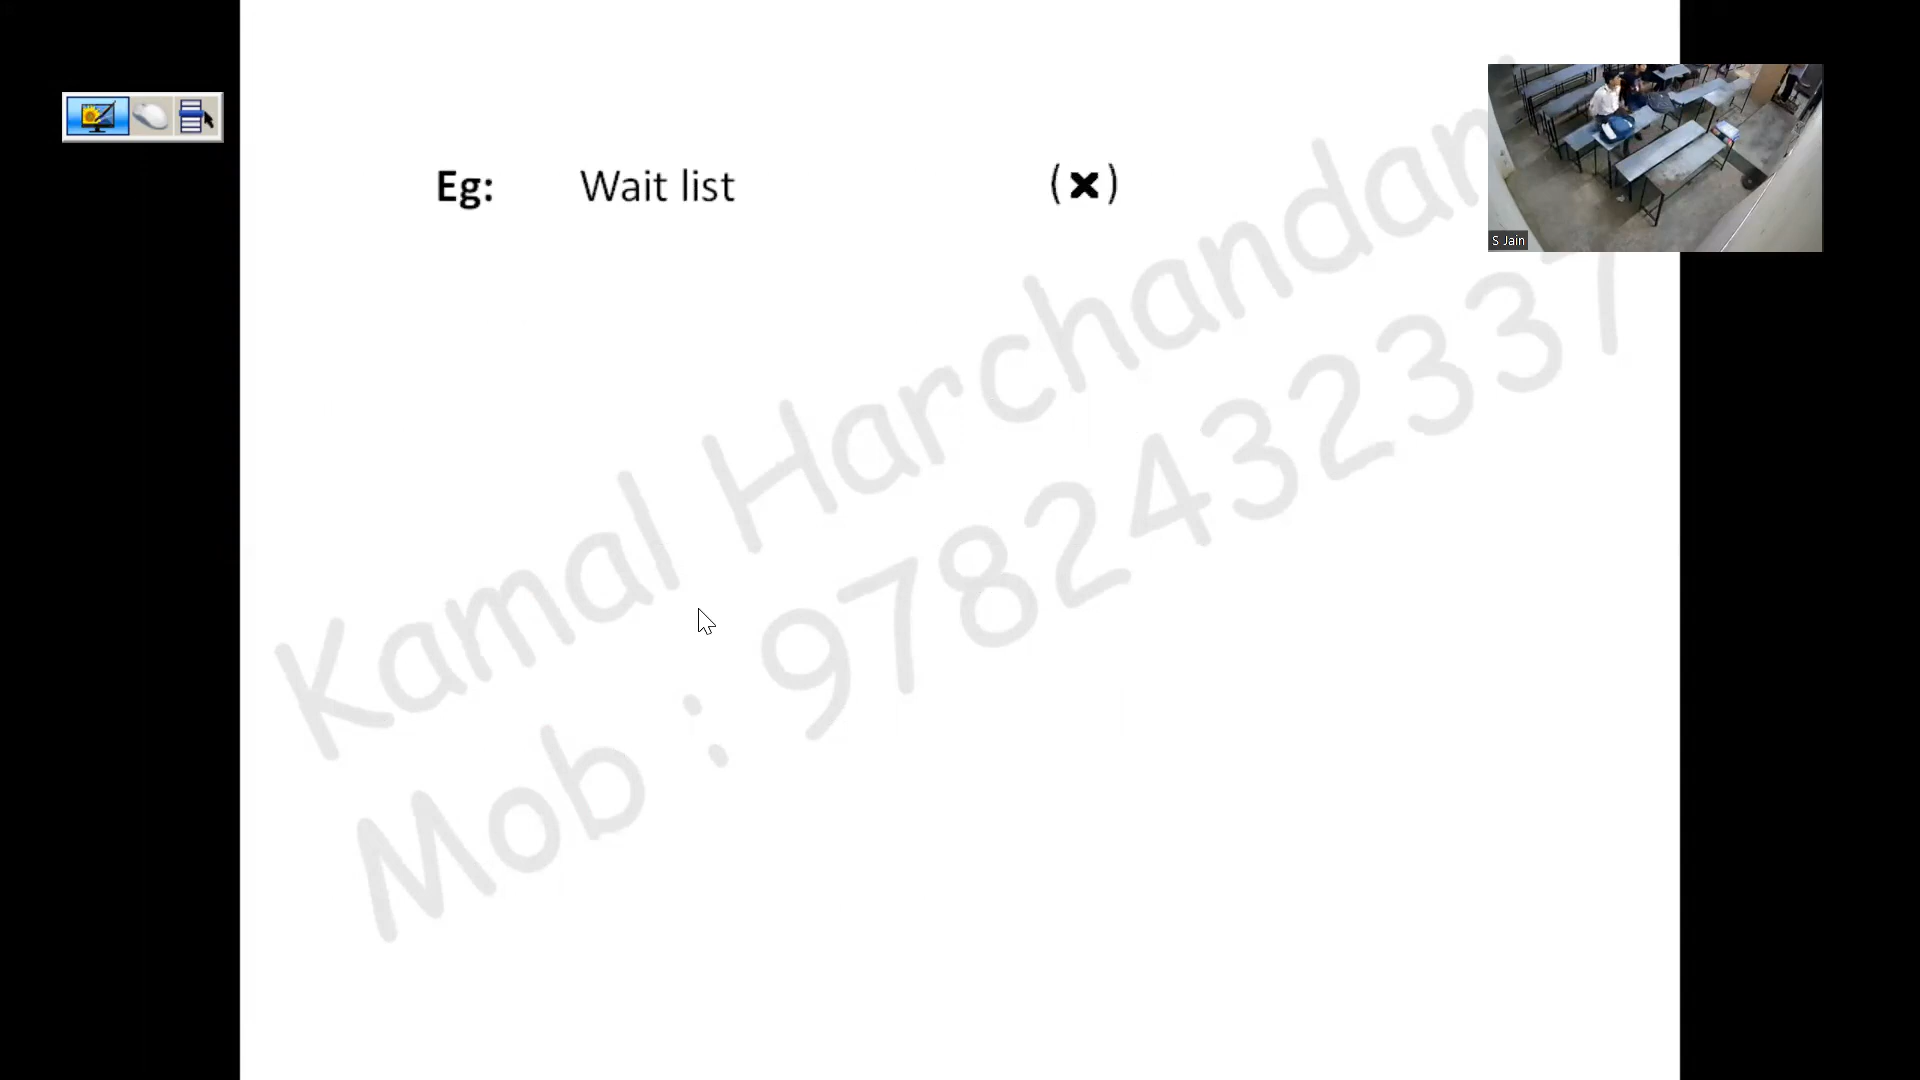 Eg: Wait list (×)
S Jain
Kamal Harchandani
Mob : 9782432337